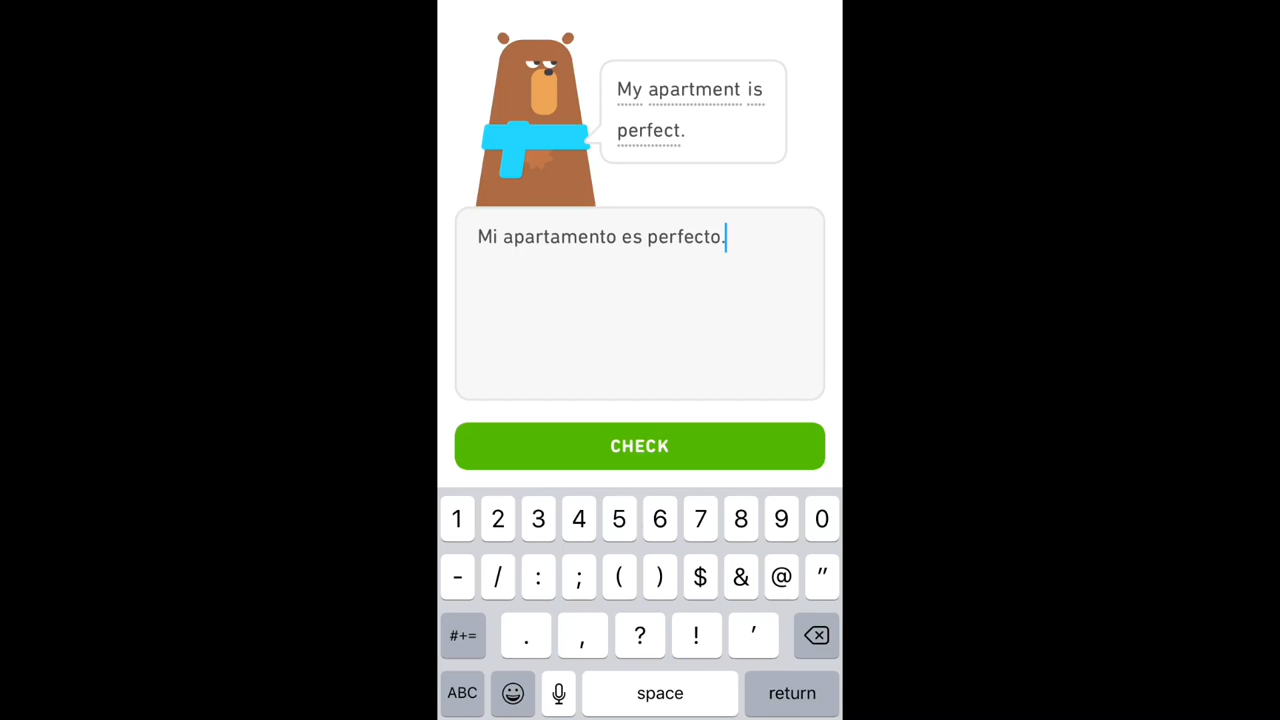 My apartment is
perfect.
Mi apartamento es perfecto.
CHECK
1 2 3 4 5 6 7 8 9 0
- / : ; ( ) $ & @ "
#+= . , ? ! '
ABC space return